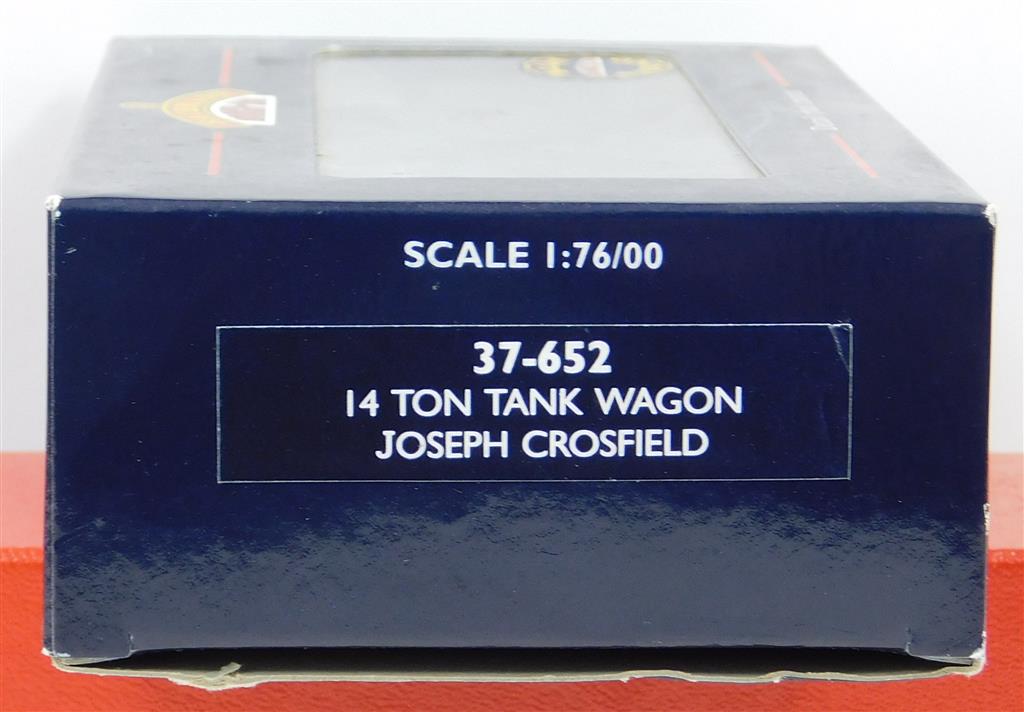 SCALE 1:76/00
37-652
14 TON TANK WAGON
JOSEPH CROSFIELD